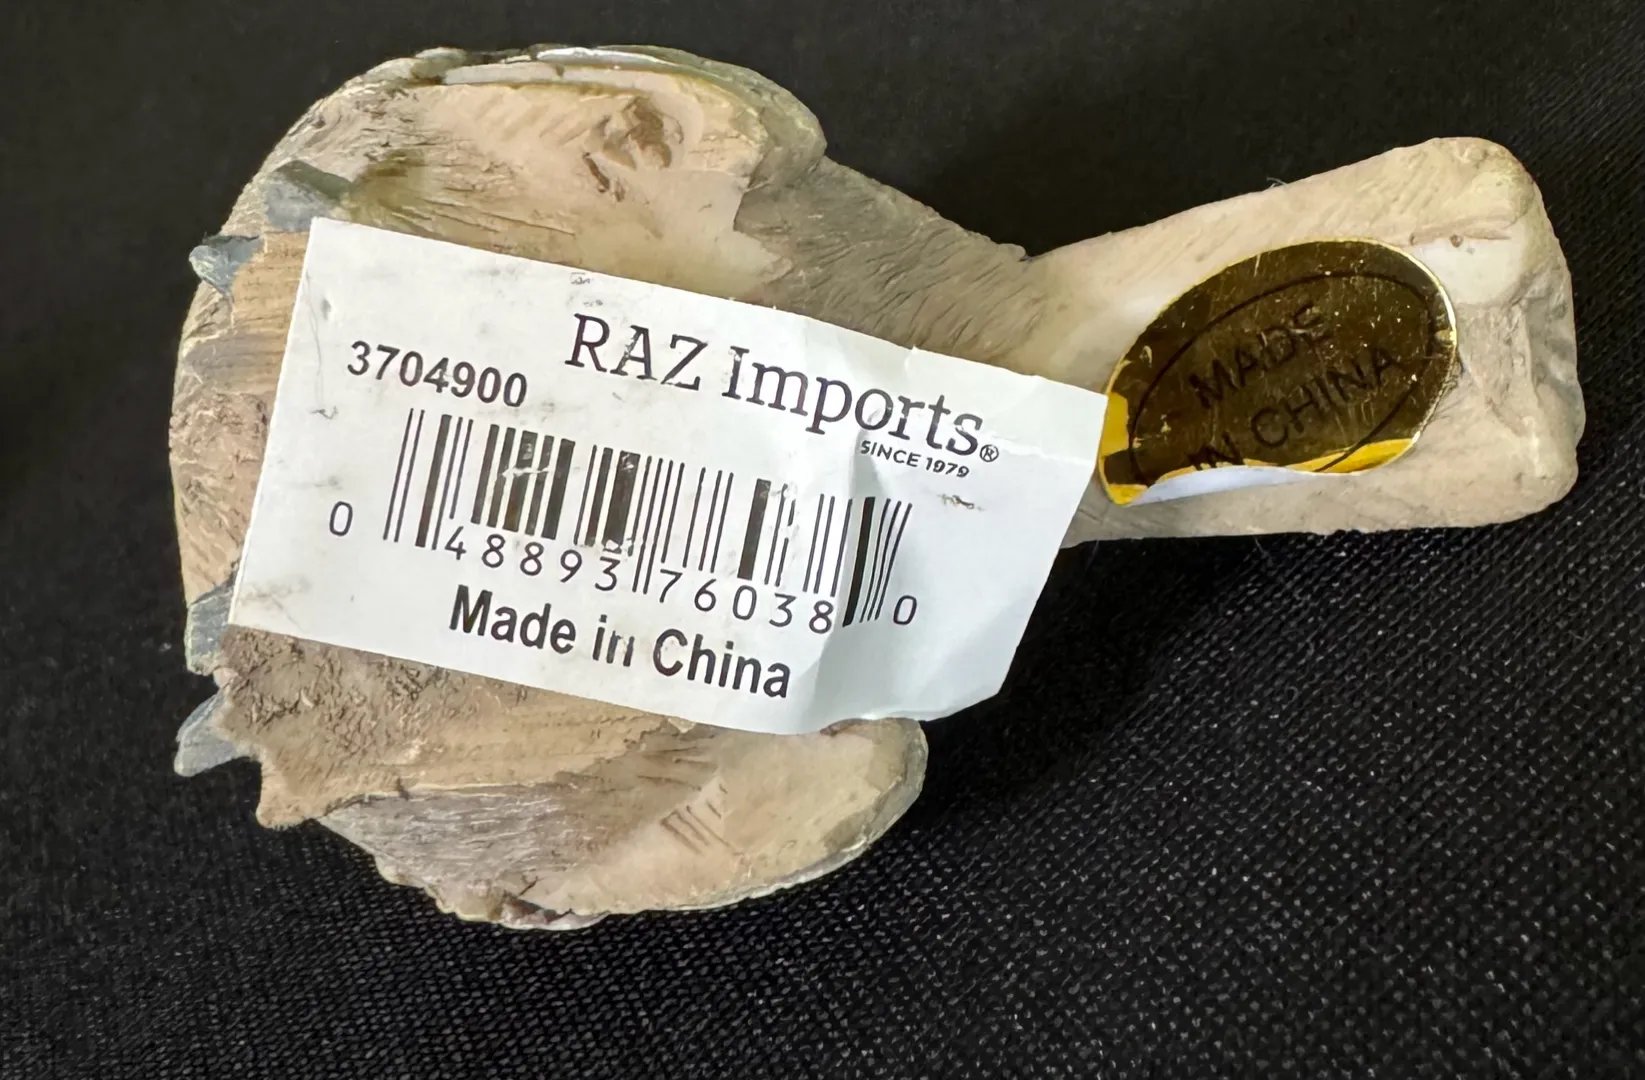 RAZ Imports®
SINCE 1979
3704900
0 48893 76038 0
Made in China
MADE
IN CHINA